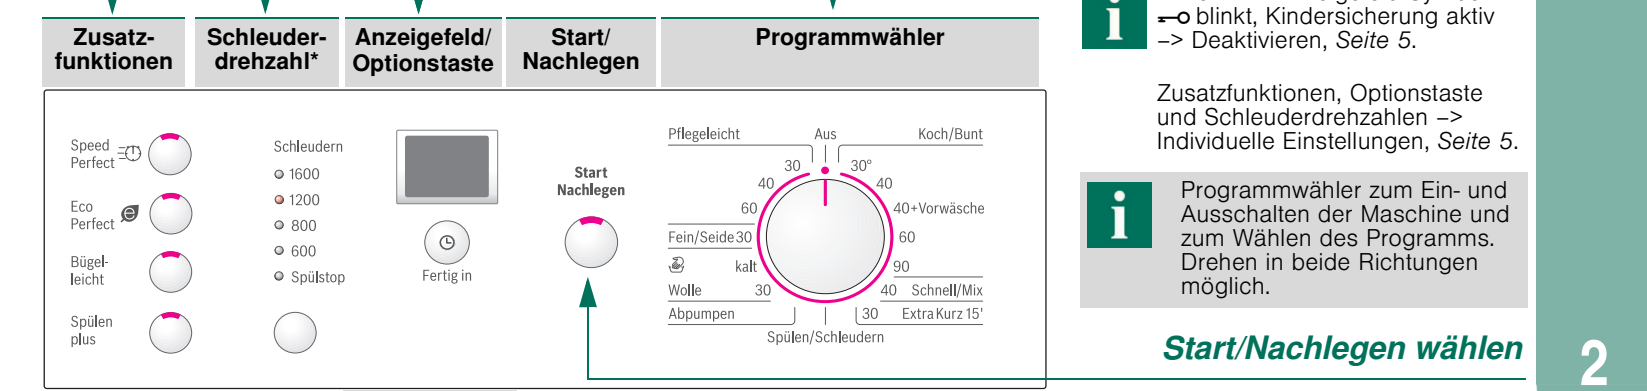 Zusatz-
funktionen
Schleuder-
drehzahl*
Anzeigefeld/
Optionstaste
Start/
Nachlegen
Programmwähler
Speed
Perfect
Eco
Perfect
Bügel-
leicht
Spülen
plus
Schleudern
1600
1200
800
600
Spülstop
Fertig in
Start
Nachlegen
Pflegeleicht
Aus
Koch/Bunt
30
40
60
Fein/Seide 30
kalt
Wolle 30
Abpumpen
Spülen/Schleudern
30°
40
40+Vorwäsche
60
90
40 Schnell/Mix
30 Extra Kurz 15'
blinkt, Kindersicherung aktiv
–> Deaktivieren, Seite 5.
Zusatzfunktionen, Optionstaste
und Schleuderdrehzahlen –>
Individuelle Einstellungen, Seite 5.
i
i
Programmwähler zum Ein- und
Ausschalten der Maschine und
zum Wählen des Programms.
Drehen in beide Richtungen
möglich.
Start/Nachlegen wählen
2